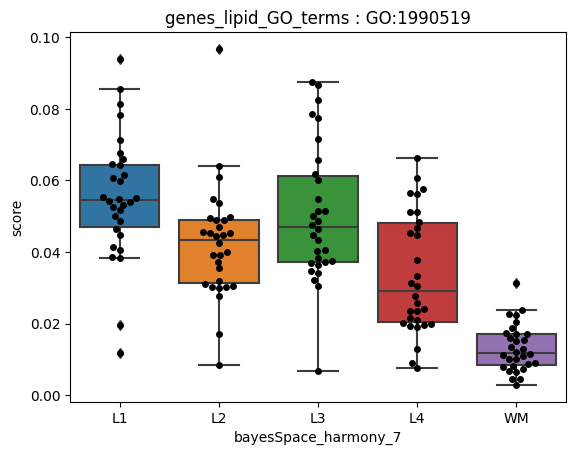 genes_lipid_GO_terms : GO:1990519
0.10
0.08
0.06
0.04
0.02
0.00
score
L1 L2 L3 L4 WM
bayesSpace_harmony_7